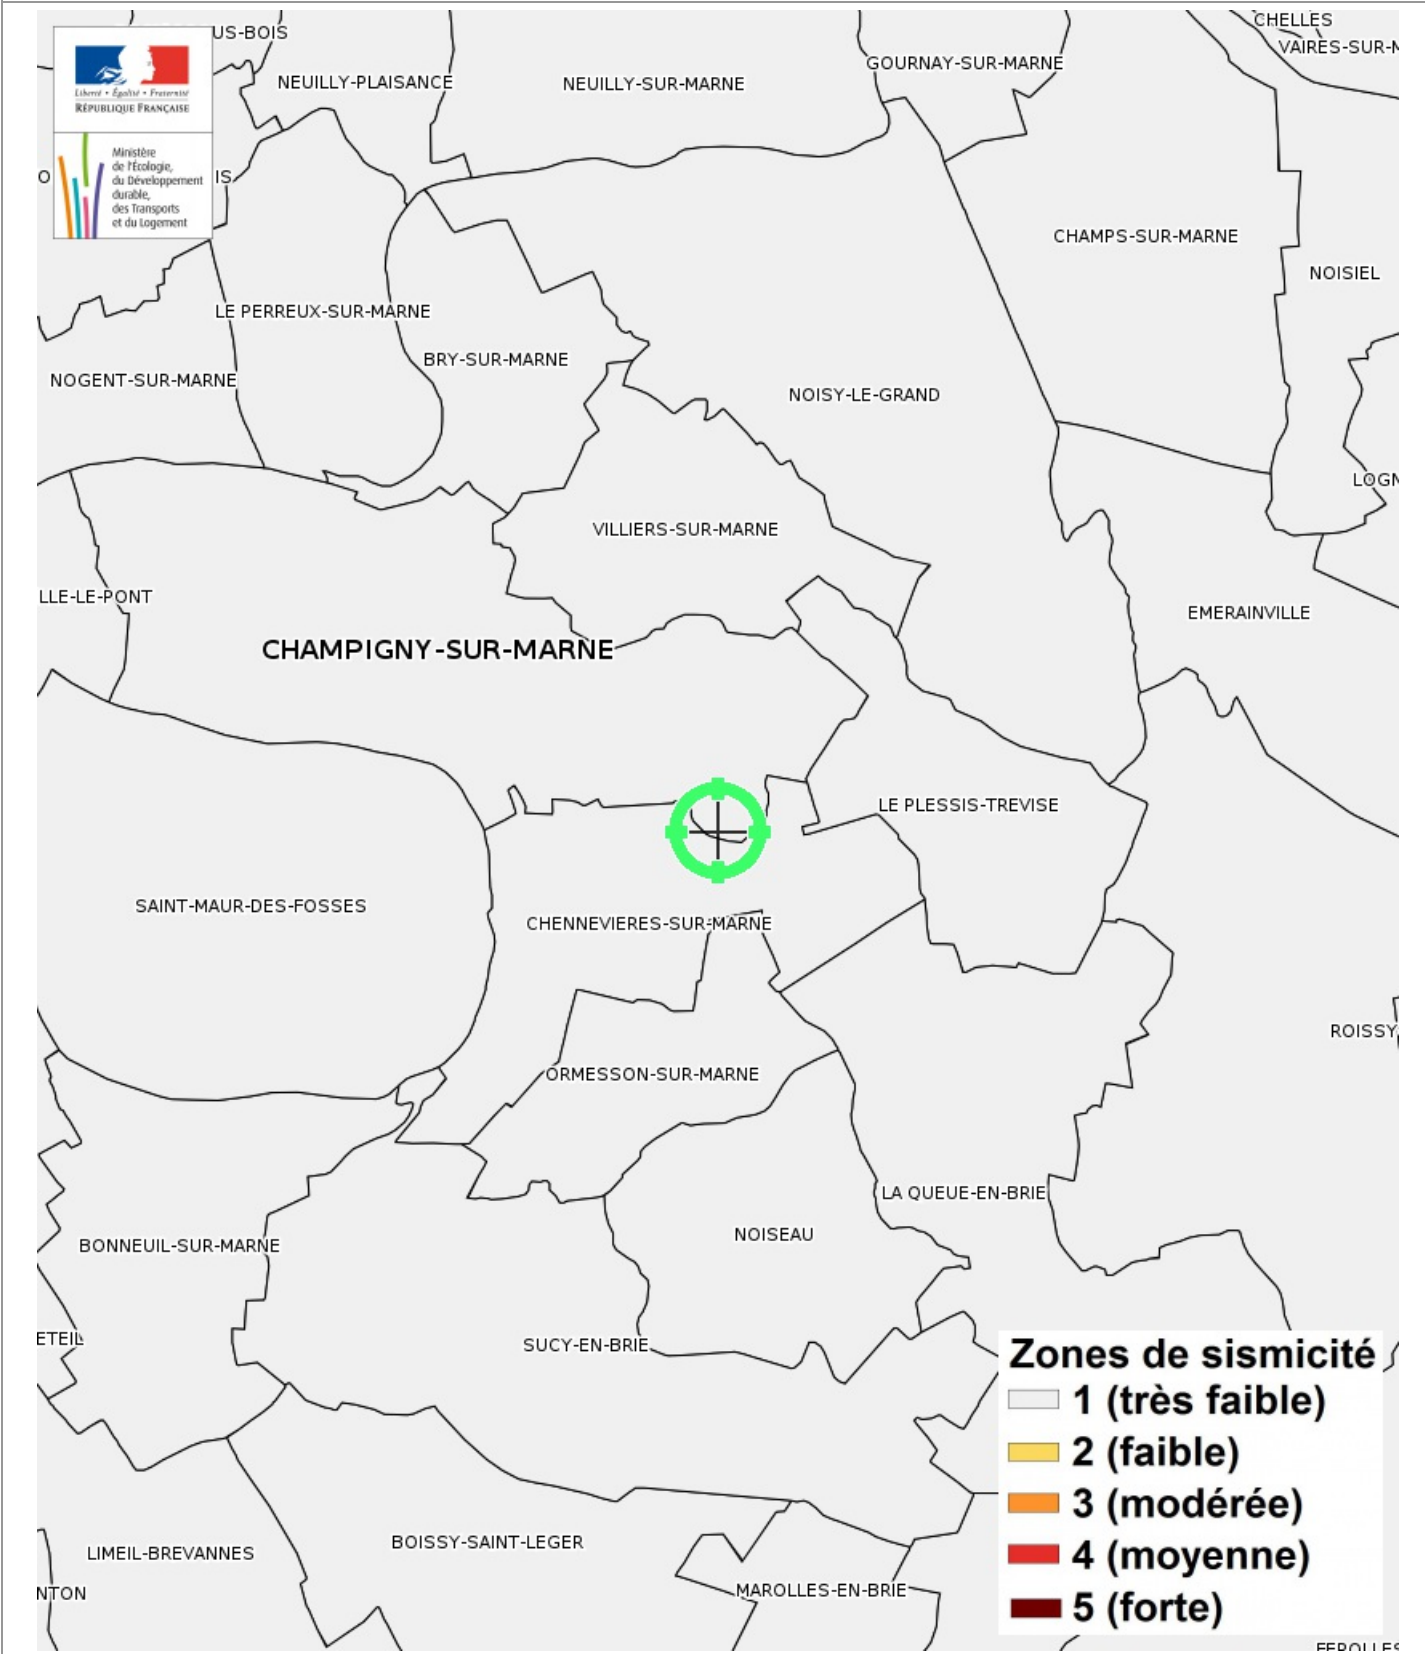 CHELLES
US-BOIS
VAIRES-SUR-M
GOURNAY-SUR-MARNE
NEUILLY-PLAISANCE
NEUILLY-SUR-MARNE
Liberté • Égalité • Fraternité
RÉPUBLIQUE FRANÇAISE
Ministère
de l'Écologie,
du Développement
durable,
des Transports
et du Logement
O
IS
CHAMPS-SUR-MARNE
NOISIEL
LE PERREUX-SUR-MARNE
BRY-SUR-MARNE
NOGENT-SUR-MARNE
NOISY-LE-GRAND
LOGN
VILLIERS-SUR-MARNE
LLE-LE-PONT
EMERAINVILLE
CHAMPIGNY-SUR-MARNE
LE PLESSIS-TREVISE
SAINT-MAUR-DES-FOSSES
CHENNEVIERES-SUR-MARNE
ROISSY
ORMESSON-SUR-MARNE
LA QUEUE-EN-BRIE
NOISEAU
BONNEUIL-SUR-MARNE
ETEIL
SUCY-EN-BRIE
Zones de sismicité
1 (très faible)
2 (faible)
3 (modérée)
4 (moyenne)
5 (forte)
BOISSY-SAINT-LEGER
LIMEIL-BREVANNES
MAROLLES-EN-BRIE
NTON
FEROLLES